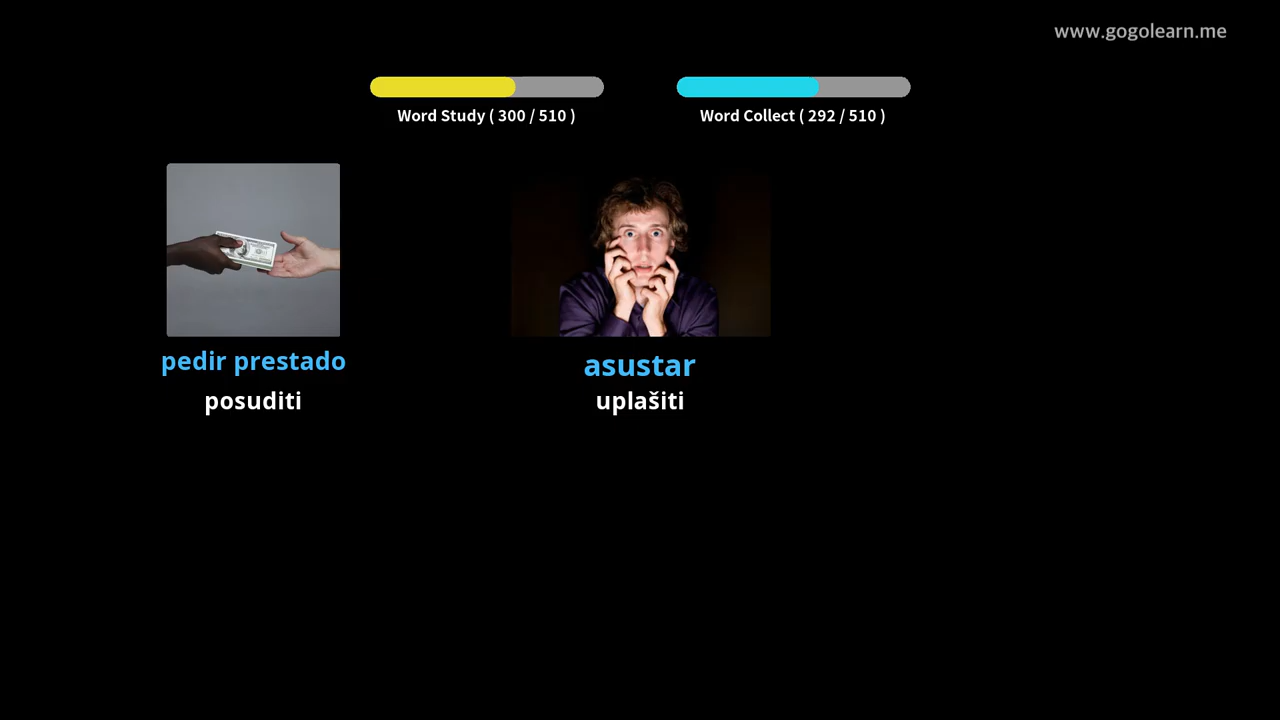 www.gogolearn.me
Word Study ( 300 / 510 )
Word Collect ( 292 / 510 )
pedir prestado
posuditi
asustar
uplašiti